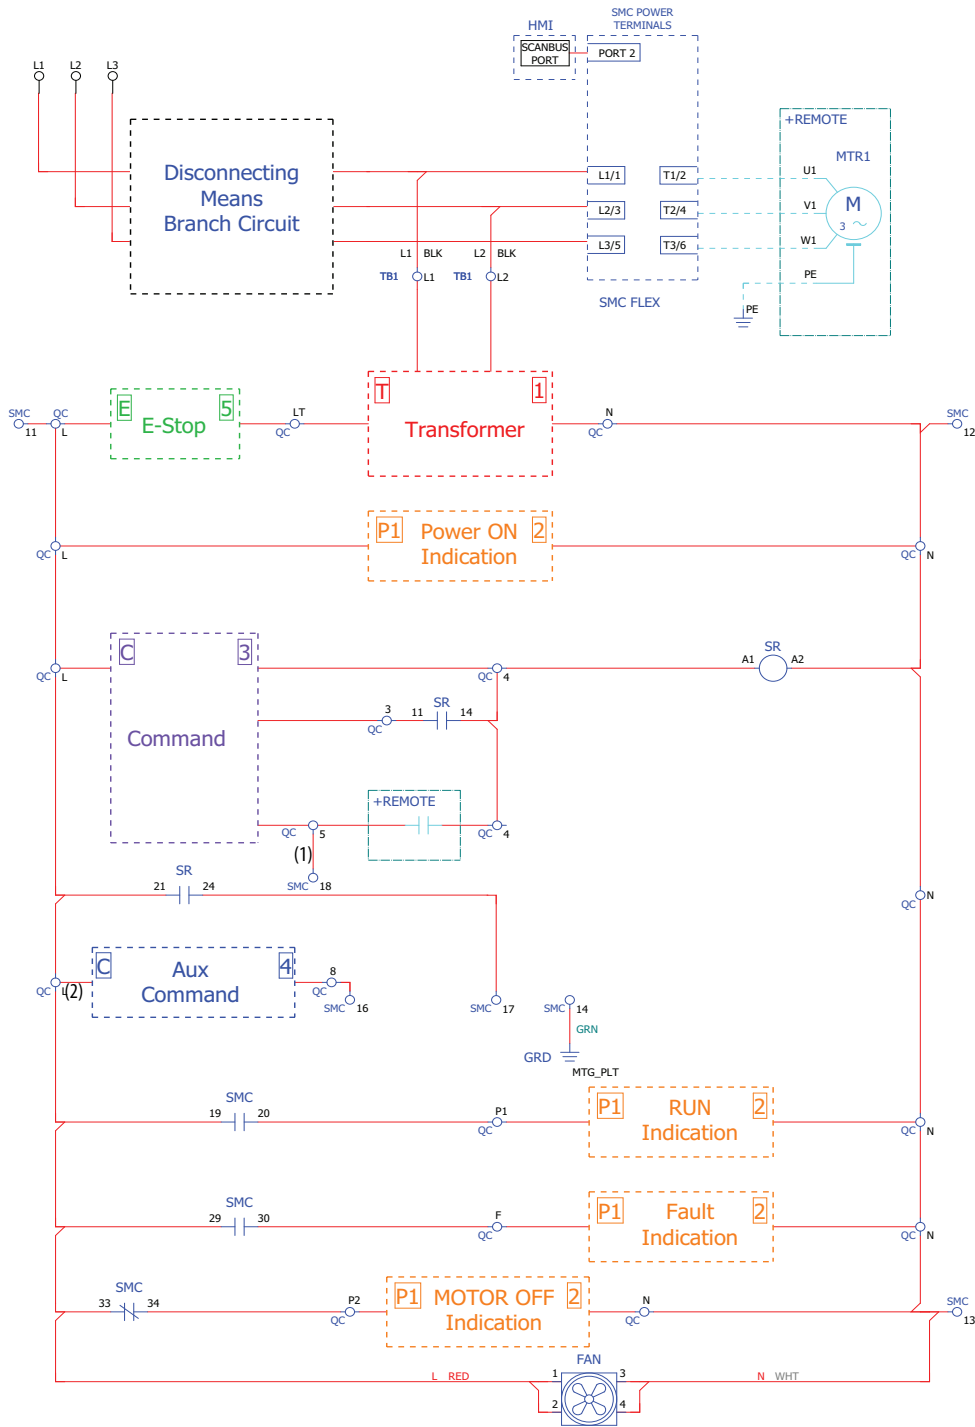 SMC POWER
TERMINALS
HMI
SCANBUS
PORT
PORT 2
L1
L2
L3
+REMOTE
Disconnecting
Means
Branch Circuit
MTR1
L1/1
T1/2
U1
L2/3
T2/4
V1
M
3
L3/5
T3/6
W1
L1 BLK
L2 BLK
TB1
L1
TB1
L2
PE
SMC FLEX
PE
T
1
Transformer
E
5
E-Stop
SMC
11
QC
L
LT
QC
N
QC
SMC
12
P1
Power ON
2
Indication
QC
L
QC
N
C
3
Command
QC
L
QC
4
SR
A1
A2
3
QC
11
SR
14
+REMOTE
QC
5
QC
4
(1)
SMC
18
SR
21
24
QC
N
C
Aux
4
Command
QC
L
(2)
8
QC
SMC
16
SMC
17
SMC
14
GRN
GRD
MTG_PLT
SMC
19
20
P1
QC
P1
RUN
2
Indication
QC
N
SMC
29
30
F
QC
P1
Fault
2
Indication
QC
N
SMC
33
34
P2
QC
P1
MOTOR OFF
2
Indication
N
QC
SMC
13
FAN
L RED
1
3
N WHT
2
4